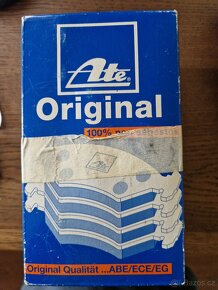 Ate
Original
100%
Original Qualität ...ABE/ECE/EG